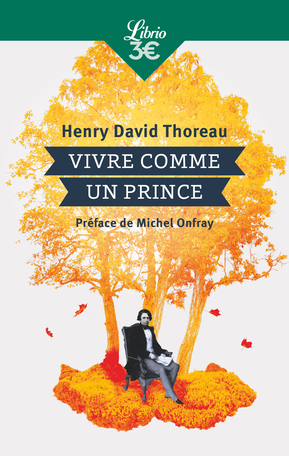 Librio
3€
Henry David Thoreau
VIVRE COMME
UN PRINCE
Préface de Michel Onfray